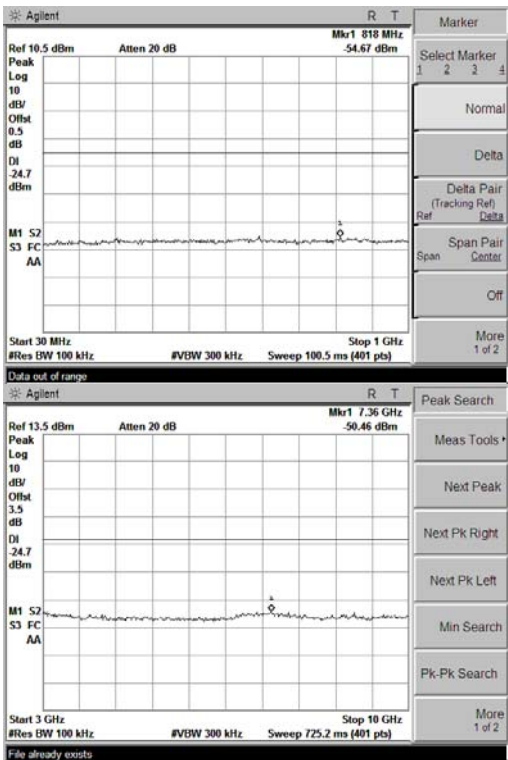 Agilent R T
Mkr1 818 MHz
Ref 10.5 dBm Atten 20 dB -54.67 dBm
Peak
Log
10
dB/
Offst
0.5
dB
DI
-24.7
dBm
M1 S2
S3 FC
AA
1
Start 30 MHz Stop 1 GHz
#Res BW 100 kHz #VBW 300 kHz Sweep 100.5 ms (401 pts)
Data out of range
Marker
Select Marker
1 2 3 4
Normal
Delta
Delta Pair
(Tracking Ref)
Ref Delta
Span Pair
Span Center
Off
More
1 of 2
Agilent R T
Mkr1 7.36 GHz
Ref 13.5 dBm Atten 20 dB -50.46 dBm
Peak
Log
10
dB/
Offst
3.5
dB
DI
-24.7
dBm
M1 S2
S3 FC
AA
1
Start 3 GHz Stop 10 GHz
#Res BW 100 kHz #VBW 300 kHz Sweep 725.2 ms (401 pts)
File already exists
Peak Search
Meas Tools
Next Peak
Next Pk Right
Next Pk Left
Min Search
Pk-Pk Search
More
1 of 2